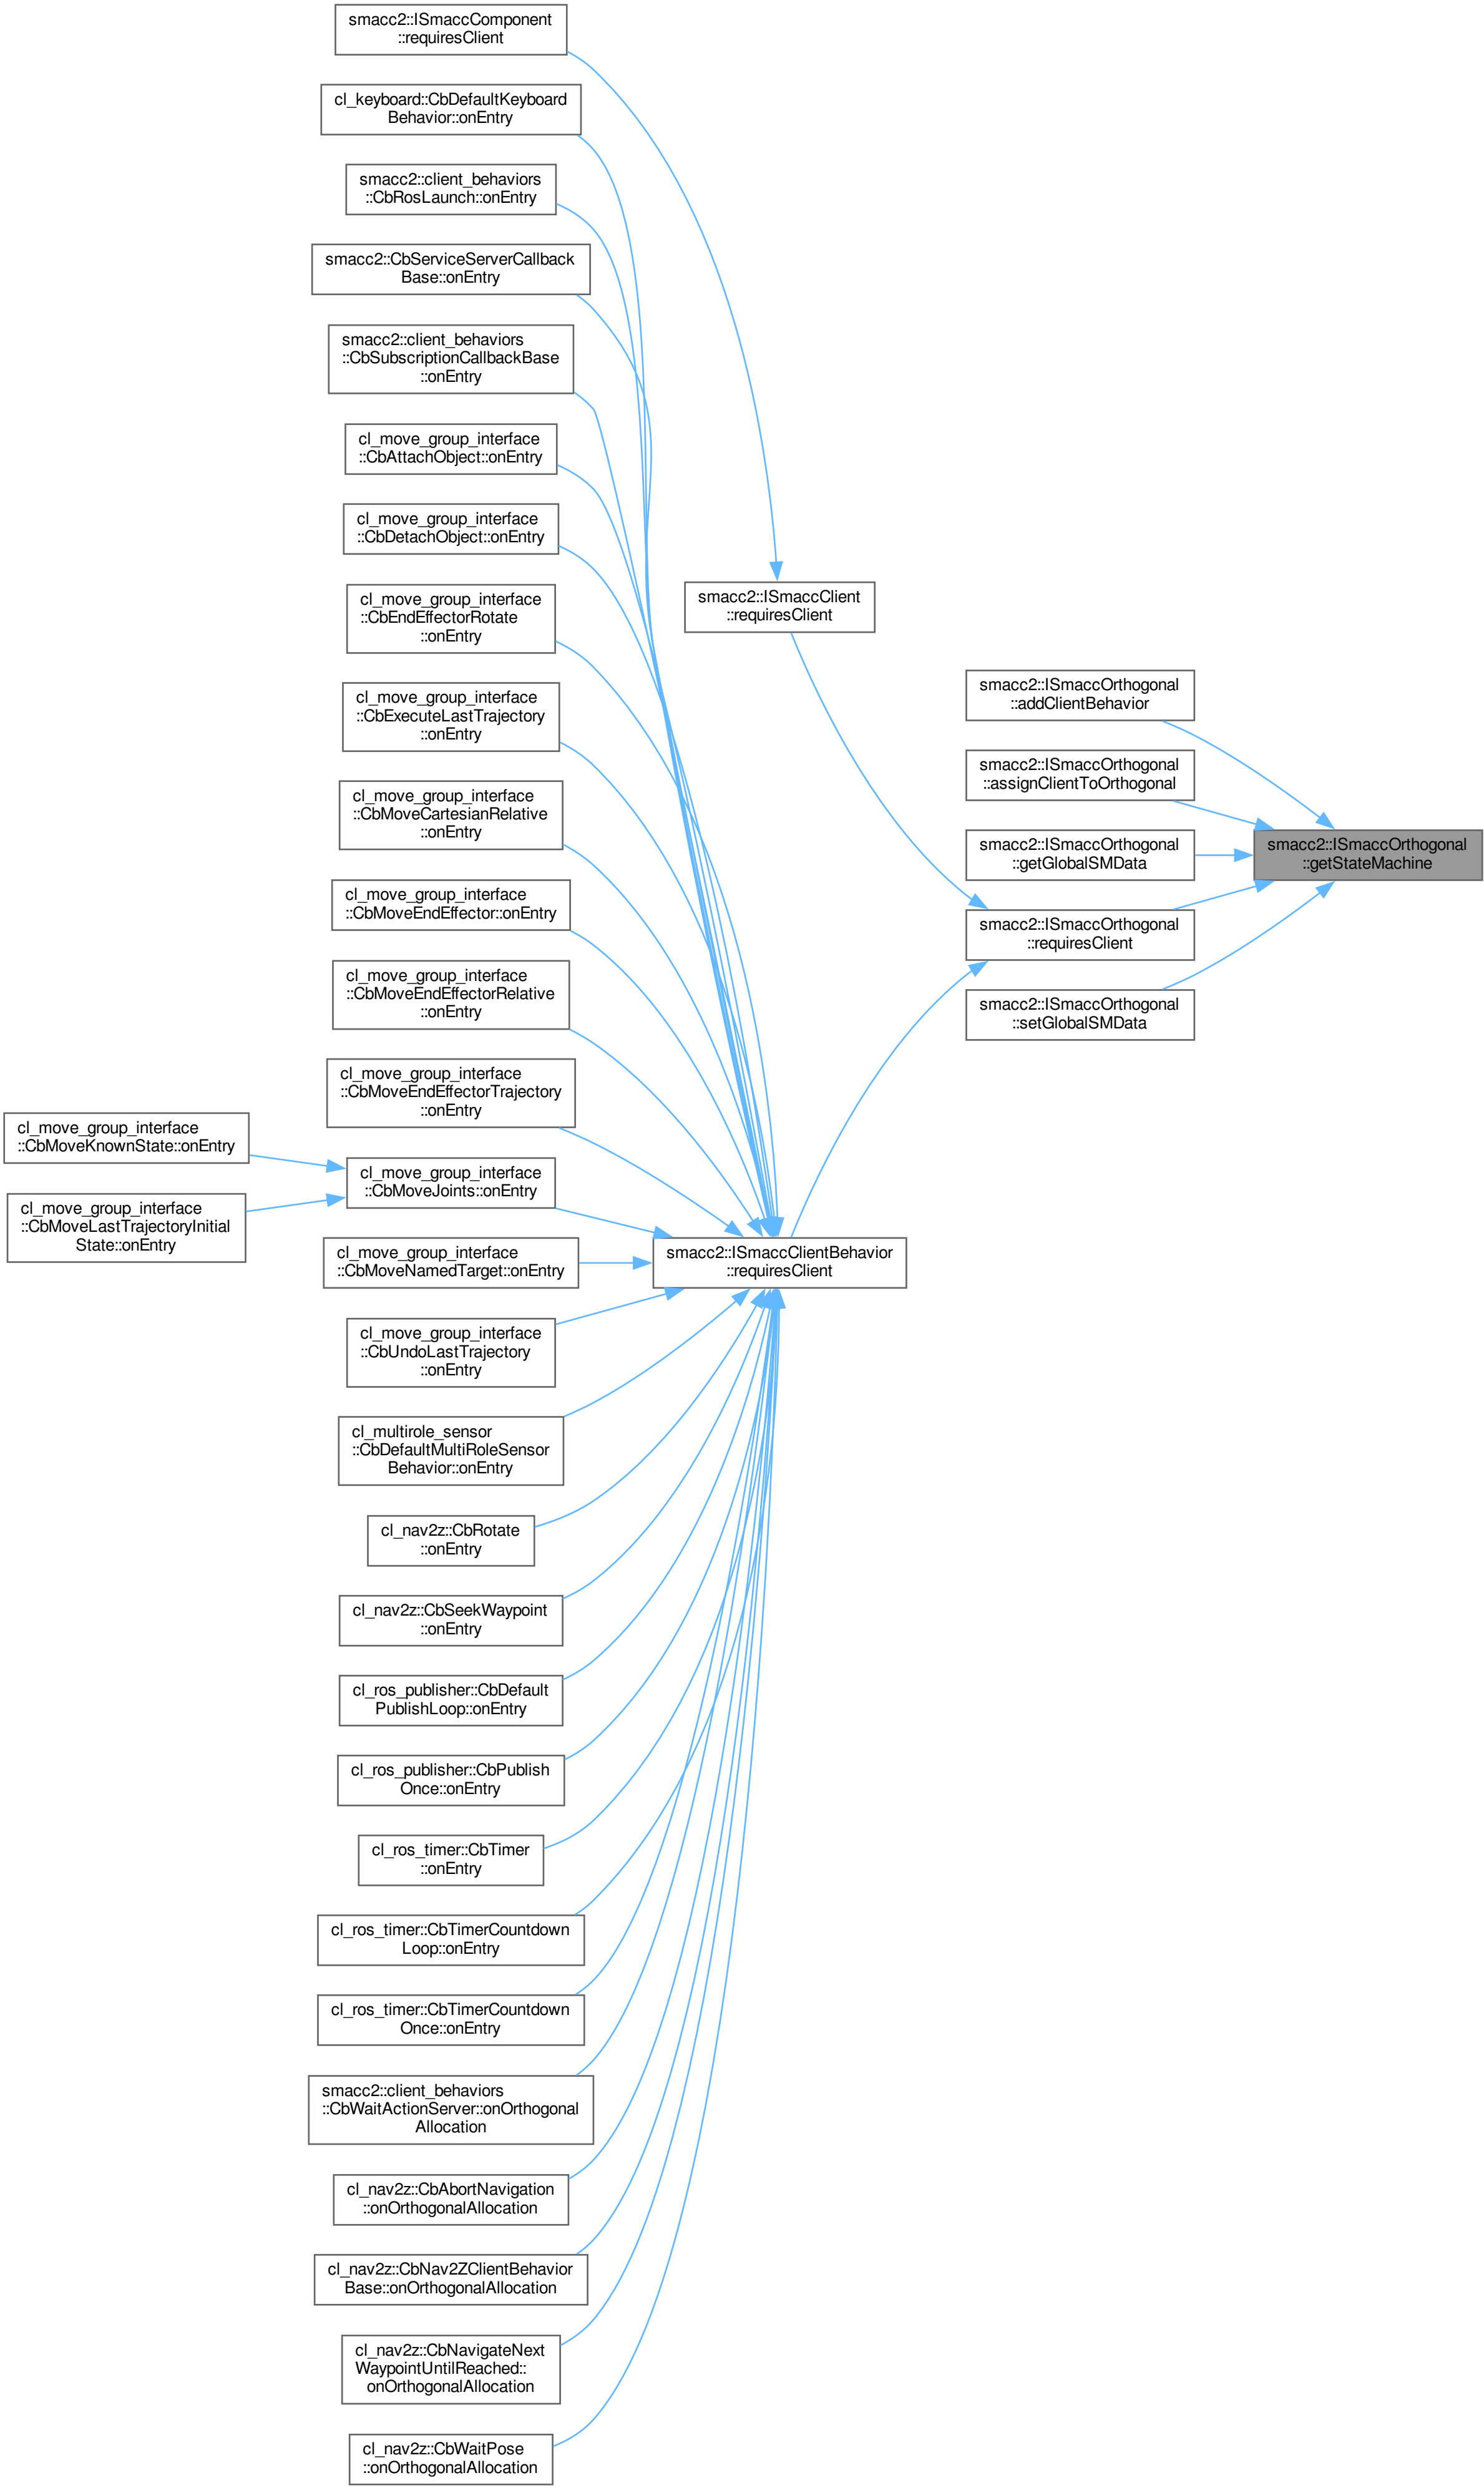 smacc2::ISmaccComponent
::requiresClient
cl_keyboard::CbDefaultKeyboard
Behavior::onEntry
smacc2::client_behaviors
::CbRosLaunch::onEntry
smacc2::CbServiceServerCallback
Base::onEntry
smacc2::client_behaviors
::CbSubscriptionCallbackBase
::onEntry
cl_move_group_interface
::CbAttachObject::onEntry
cl_move_group_interface
::CbDetachObject::onEntry
cl_move_group_interface
::CbEndEffectorRotate
::onEntry
cl_move_group_interface
::CbExecuteLastTrajectory
::onEntry
cl_move_group_interface
::CbMoveCartesianRelative
::onEntry
cl_move_group_interface
::CbMoveEndEffector::onEntry
cl_move_group_interface
::CbMoveEndEffectorRelative
::onEntry
cl_move_group_interface
::CbMoveEndEffectorTrajectory
::onEntry
cl_move_group_interface
::CbMoveKnownState::onEntry
cl_move_group_interface
::CbMoveLastTrajectoryInitial
State::onEntry
cl_move_group_interface
::CbMoveJoints::onEntry
cl_move_group_interface
::CbMoveNamedTarget::onEntry
cl_move_group_interface
::CbUndoLastTrajectory
::onEntry
cl_multirole_sensor
::CbDefaultMultiRoleSensor
Behavior::onEntry
cl_nav2z::CbRotate
::onEntry
cl_nav2z::CbSeekWaypoint
::onEntry
cl_ros_publisher::CbDefault
PublishLoop::onEntry
cl_ros_publisher::CbPublish
Once::onEntry
cl_ros_timer::CbTimer
::onEntry
cl_ros_timer::CbTimerCountdown
Loop::onEntry
cl_ros_timer::CbTimerCountdown
Once::onEntry
smacc2::client_behaviors
::CbWaitActionServer::onOrthogonal
Allocation
cl_nav2z::CbAbortNavigation
::onOrthogonalAllocation
cl_nav2z::CbNav2ZClientBehavior
Base::onOrthogonalAllocation
cl_nav2z::CbNavigateNext
WaypointUntilReached::
onOrthogonalAllocation
cl_nav2z::CbWaitPose
::onOrthogonalAllocation
smacc2::ISmaccClient
::requiresClient
smacc2::ISmaccClientBehavior
::requiresClient
smacc2::ISmaccOrthogonal
::addClientBehavior
smacc2::ISmaccOrthogonal
::assignClientToOrthogonal
smacc2::ISmaccOrthogonal
::getGlobalSMData
smacc2::ISmaccOrthogonal
::requiresClient
smacc2::ISmaccOrthogonal
::setGlobalSMData
smacc2::ISmaccOrthogonal
::getStateMachine